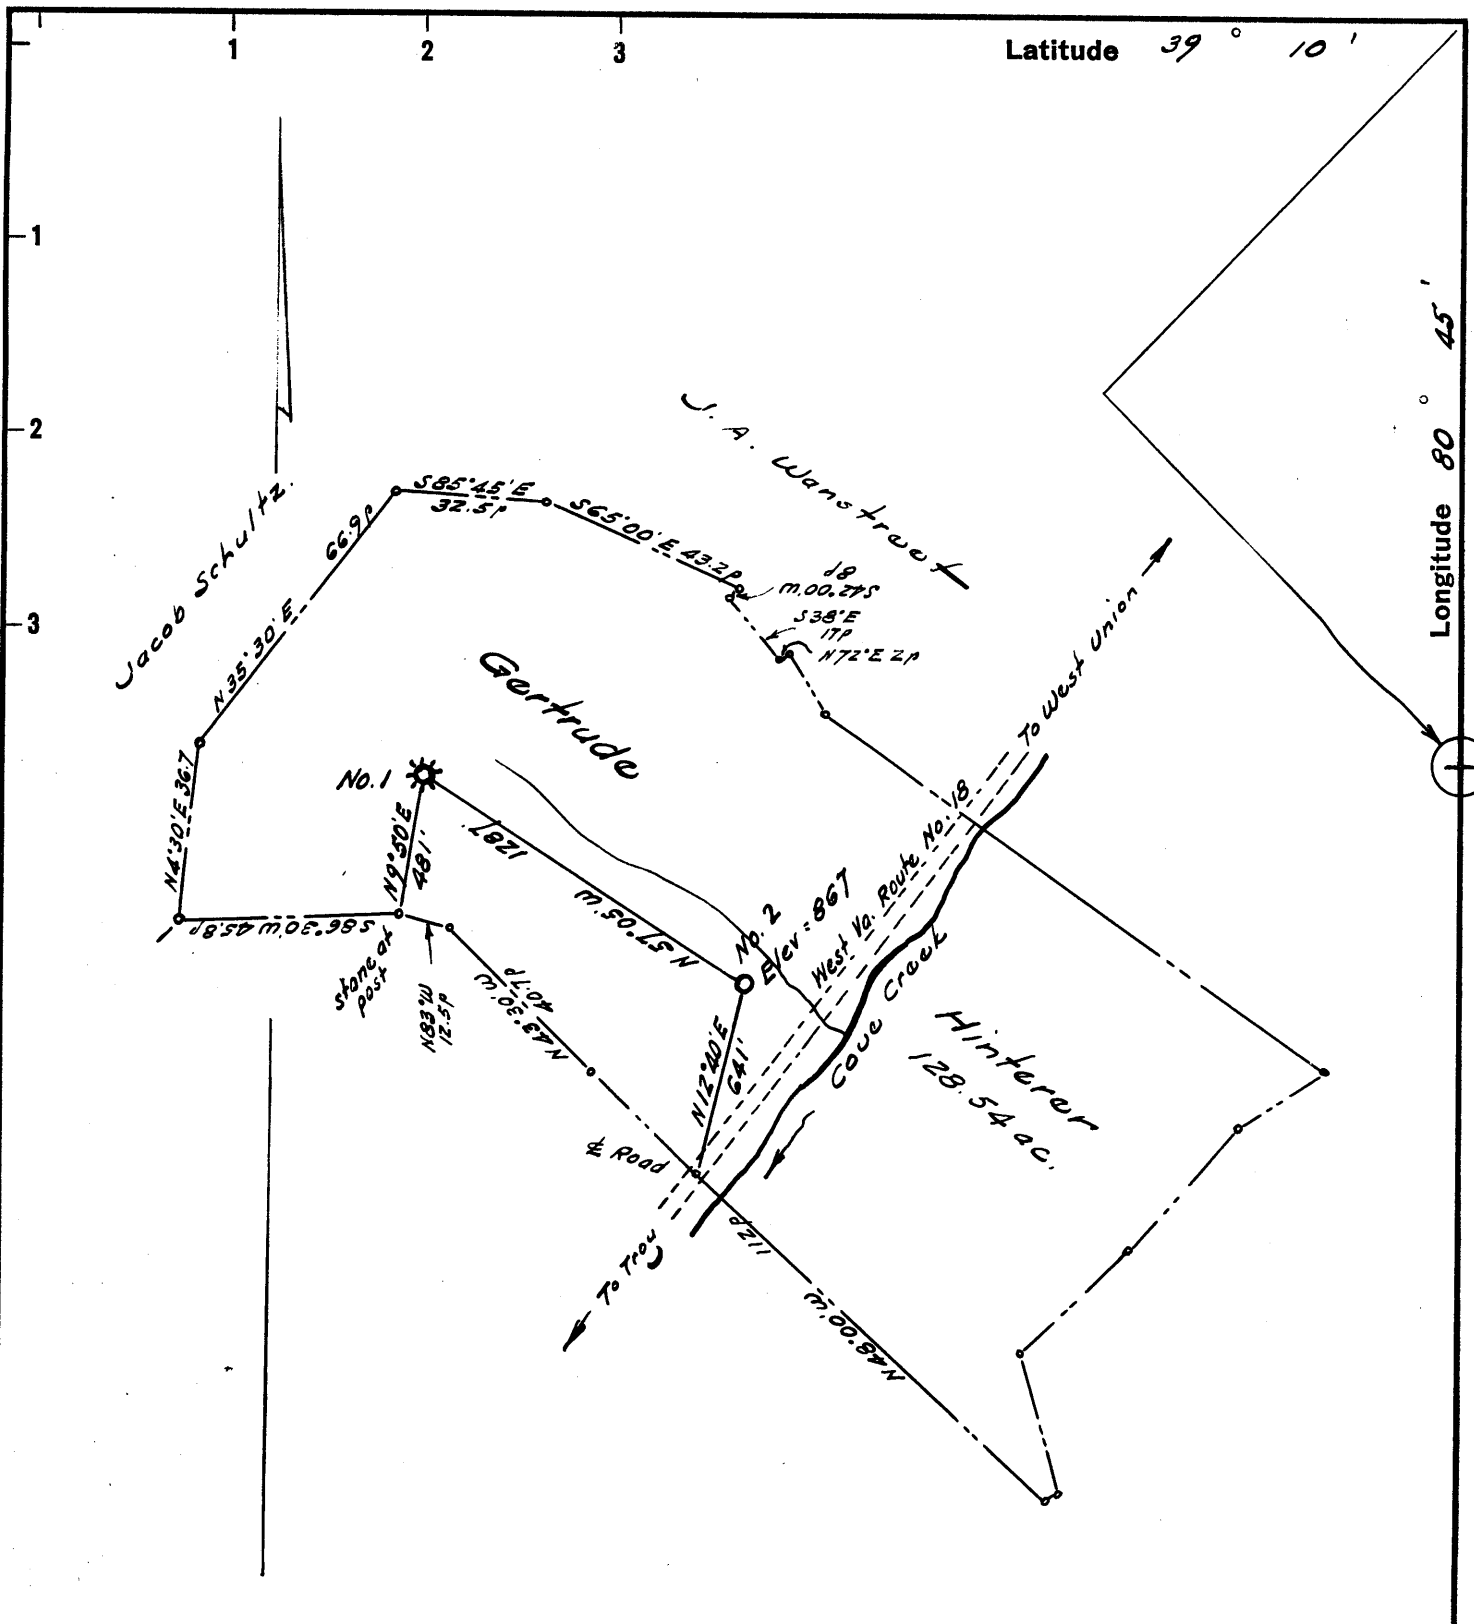 1 2 3
Latitude 39° 10'
1
2
3
Longitude 80° 45'
Jacob Schultz.
J. A. Wanstreet
S85°45'E
32.5P
S65°00'E 43.2P
66.9P
N35°30'E
S42°00'W
8P
S38°E
17P
N72°E 2P
N4°30'E 36.7
Gertrude
No. 1
N9°50'E
481'
1287'
N57°05'W
No. 2
Elev = 867
To West Union
West Va. Route No. 18
Cove Creek
S86°30'W 45.8P
stone at
post
N83°W
12.5P
N43°30'W
40.7P
N12°40'E
641'
Hinterer
128.54 ac.
℄ Road
112P
N48°00'W
To Troy